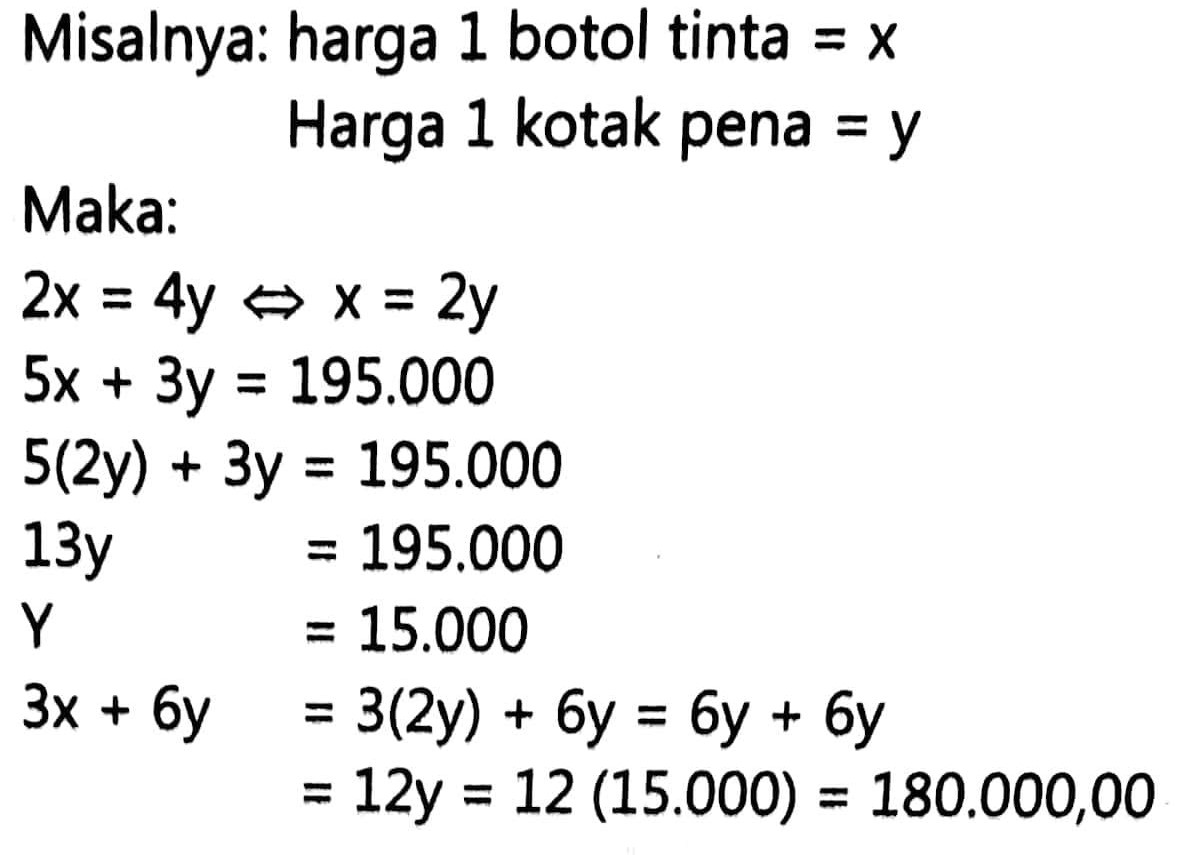 Misalnya: harga 1 botol tinta = x
Harga 1 kotak pena = y
Maka:
2x = 4y ⇔ x = 2y
5x + 3y = 195.000
5(2y) + 3y = 195.000
13y = 195.000
Y = 15.000
3x + 6y = 3(2y) + 6y = 6y + 6y
= 12y = 12 (15.000) = 180.000,00